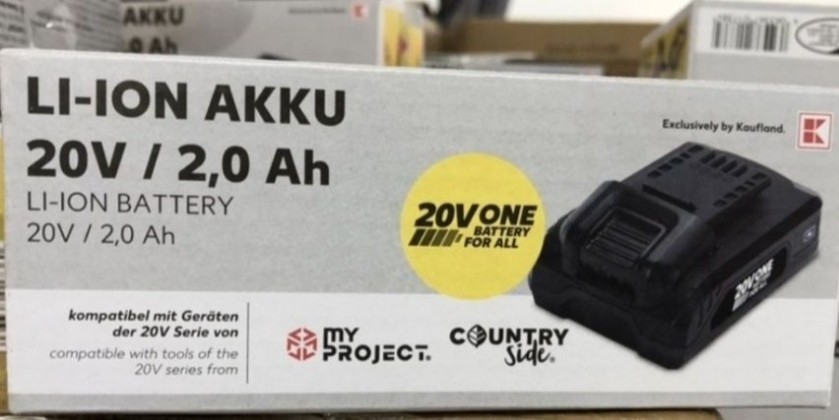 AKKU
0 Ah
LI-ION AKKU
20V / 2,0 Ah
LI-ION BATTERY
20V / 2,0 Ah
Exclusively by Kaufland.
20V ONE
BATTERY
FOR ALL
20V ONE
kompatibel mit Geräten
der 20V Serie von
compatible with tools of the
20V series from
MY
PROJECT.
COUNTRY
Side